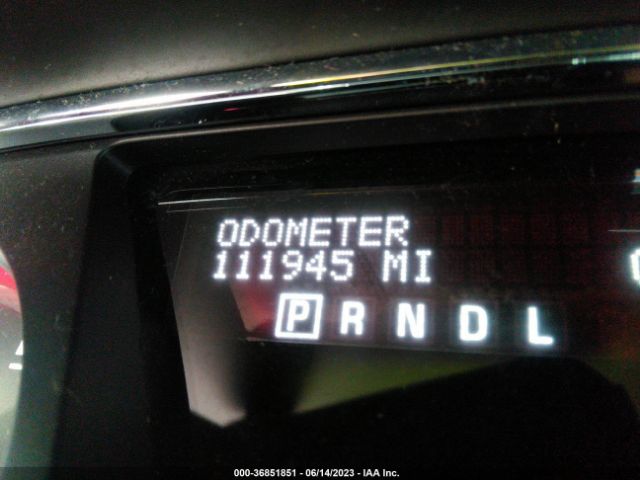 ODOMETER
111945 MI
P R N D L
000-36851851 - 06/14/2023 - IAA Inc.